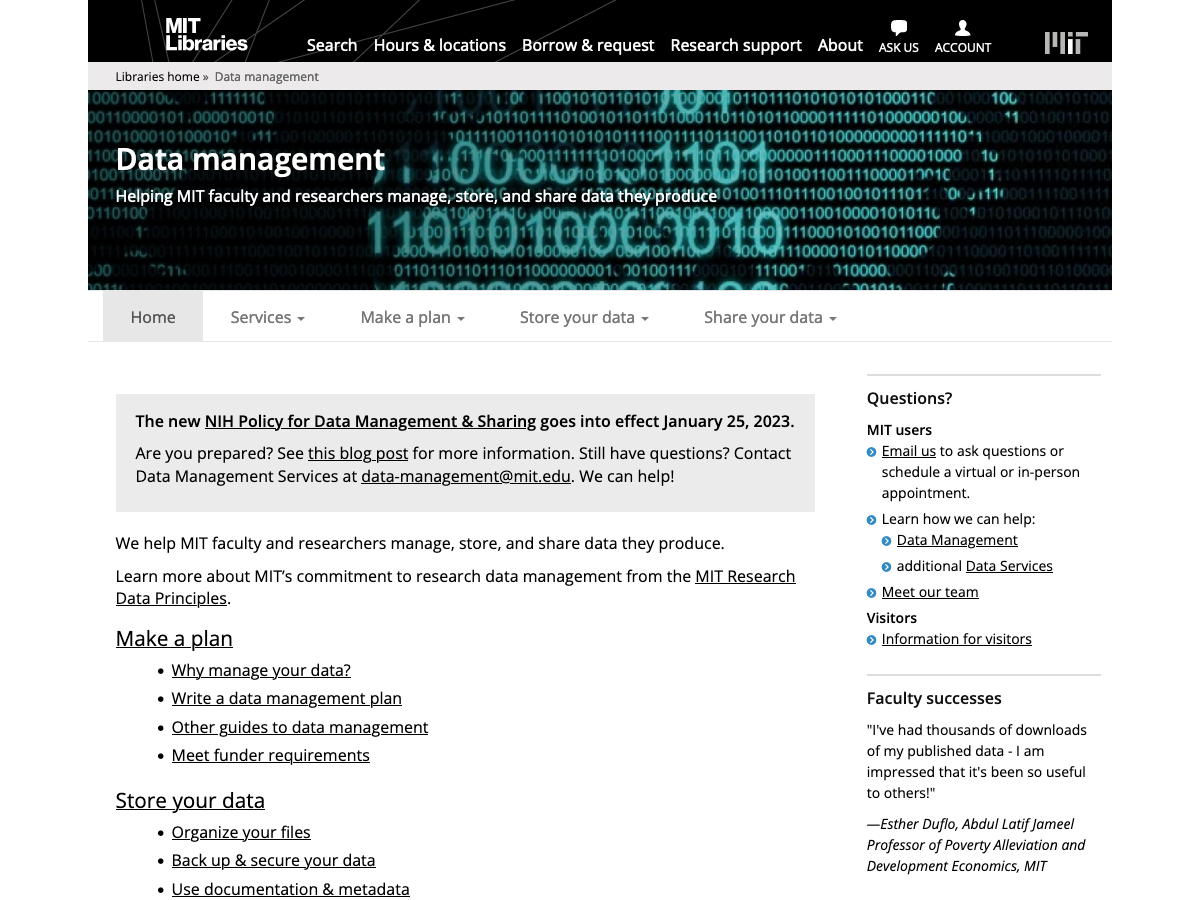 MIT
Libraries
Search Hours & locations Borrow & request Research support About ASK US ACCOUNT
Libraries home » Data management
Data management
Helping MIT faculty and researchers manage, store, and share data they produce
Home Services Make a plan Store your data Share your data
The new NIH Policy for Data Management & Sharing goes into effect January 25, 2023.
Are you prepared? See this blog post for more information. Still have questions? Contact
Data Management Services at data-management@mit.edu. We can help!
We help MIT faculty and researchers manage, store, and share data they produce.
Learn more about MIT’s commitment to research data management from the MIT Research
Data Principles.
Make a plan
• Why manage your data?
• Write a data management plan
• Other guides to data management
• Meet funder requirements
Store your data
• Organize your files
• Back up & secure your data
• Use documentation & metadata
Questions?
MIT users
Email us to ask questions or
schedule a virtual or in-person
appointment.
Learn how we can help:
Data Management
additional Data Services
Meet our team
Visitors
Information for visitors
Faculty successes
"I've had thousands of downloads
of my published data - I am
impressed that it's been so useful
to others!"
—Esther Duflo, Abdul Latif Jameel
Professor of Poverty Alleviation and
Development Economics, MIT